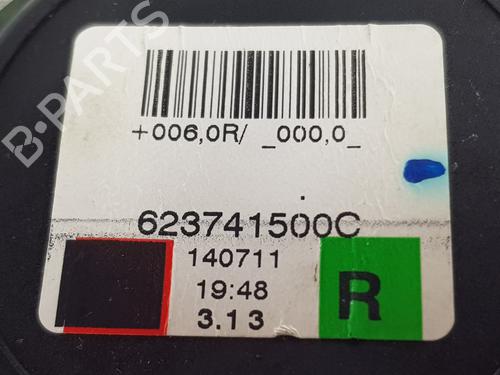 B-PARTS
+006,0R/ _000,0_
623741500C
140711
19:48
3.13
R